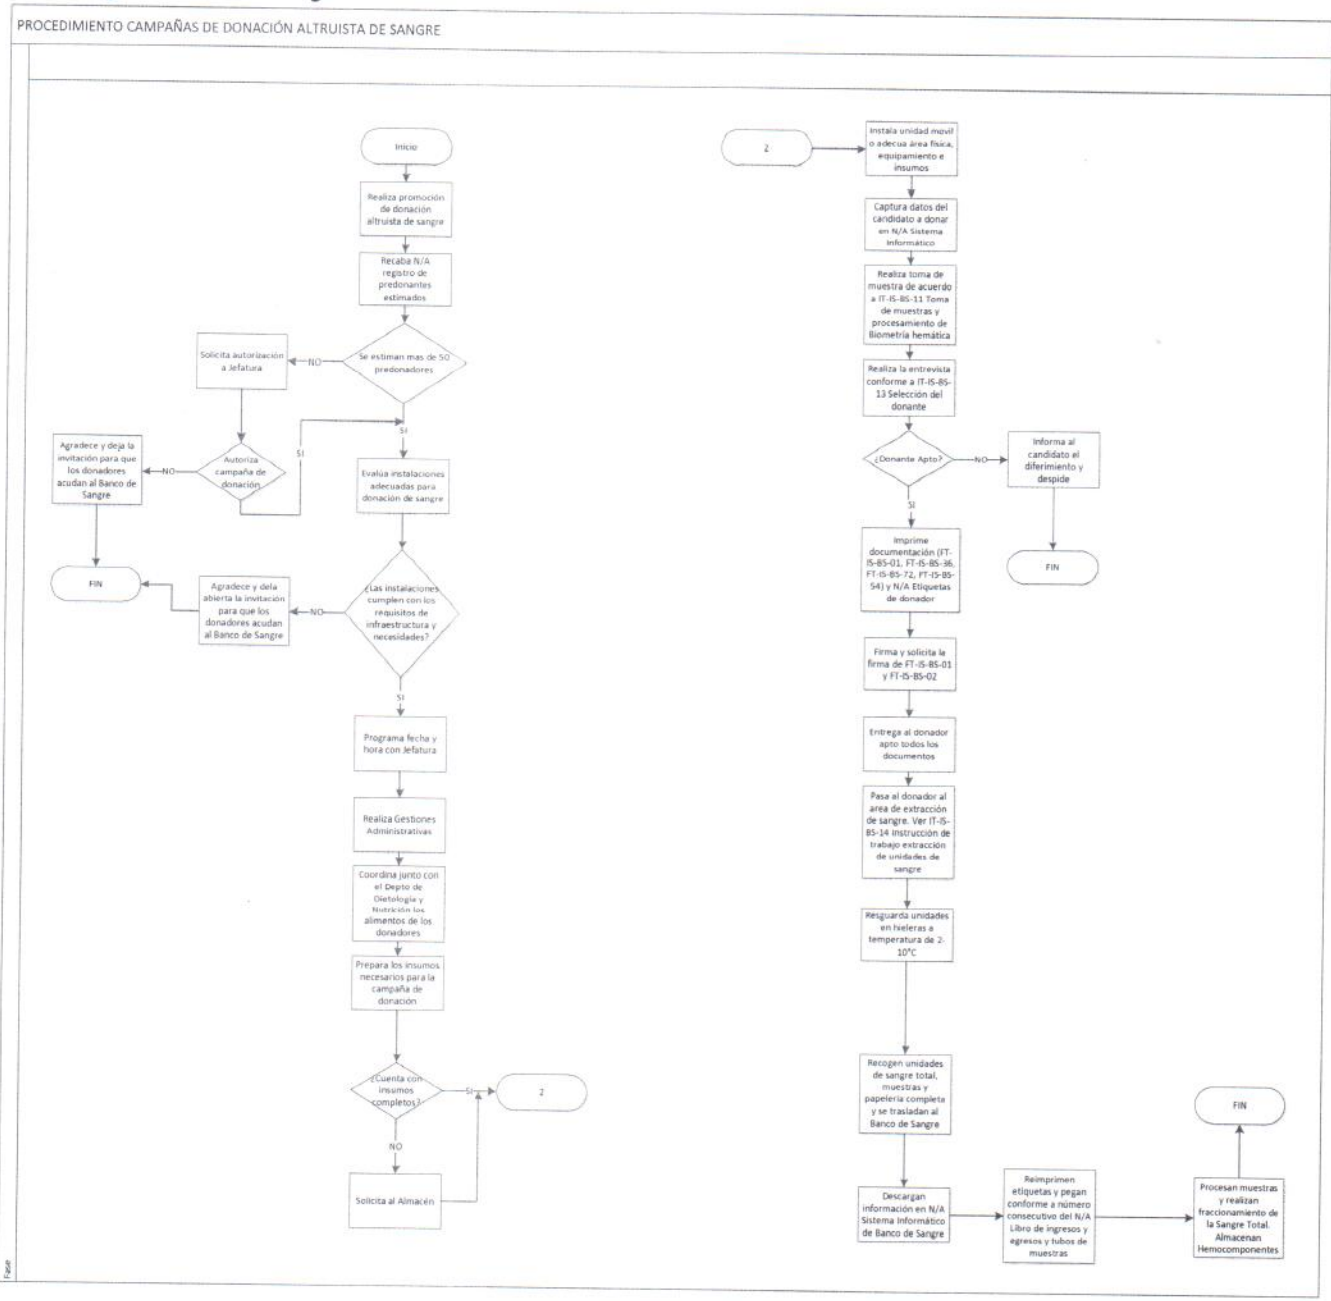 PROCEDIMIENTO CAMPAÑAS DE DONACIÓN ALTRUISTA DE SANGRE
Inicio
Realiza promoción
de donación
altruista de sangre
Recaba N/A
registro de
predonantes
estimados
Se estiman mas de 50
predonadores
NO
Solicita autorización
a Jefatura
SI
SI
Autoriza
campaña de
donación
NO
Agradece y deja la
invitación para que
los donadores
acudan al Banco de
Sangre
FIN
Evalúa instalaciones
adecuadas para
donación de sangre
¿Las instalaciones
cumplen con los
requisitos de
infraestructura y
necesidades?
NO
Agradece y deja
abierta la invitación
para que los
donadores acudan
al Banco de Sangre
SI
Programa fecha y
hora con Jefatura
Realiza Gestiones
Administrativas
Coordina junto con
el Depto de
Dietología y
Nutrición los
alimentos de los
donadores
Prepara los insumos
necesarios para la
campaña de
donación
¿Cuenta con
insumos
completos?
SI
2
NO
Solicita al Almacén
2
Instala unidad movil
o adecua área física,
equipamiento e
insumos
Captura datos del
candidato a donar
en N/A Sistema
Informático
Realiza toma de
muestra de acuerdo
a IT-IS-BS-11 Toma
de muestras y
procesamiento de
Biometría hemática
Realiza la entrevista
conforme a IT-IS-BS-
13 Selección del
donante
¿Donante Apto?
NO
Informa al
candidato el
diferimiento y
despide
FIN
SI
Imprime
documentación (FT-
IS-BS-01, FT-IS-BS-36,
FT-IS-BS-72, FT-IS-BS-
54) y N/A Etiquetas
de donador
Firma y solicita la
firma de FT-IS-BS-01
y FT-IS-BS-02
Entrega al donador
apto todos los
documentos
Pasa al donador al
area de extracción
de sangre. Ver IT-IS-
BS-14 Instrucción de
trabajo extracción
de unidades de
sangre
Resguarda unidades
en hieleras a
temperatura de 2-
10°C
Recogen unidades
de sangre total,
muestras y
papelería completa
y se trasladan al
Banco de Sangre
Descargan
información en N/A
Sistema Informático
de Banco de Sangre
Reimprimen
etiquetas y pegan
conforme a número
consecutivo del N/A
Libro de ingresos y
egresos y tubos de
muestras
Procesan muestras
y realizan
fraccionamiento de
la Sangre Total.
Almacenan
Hemocomponentes
FIN
Fase